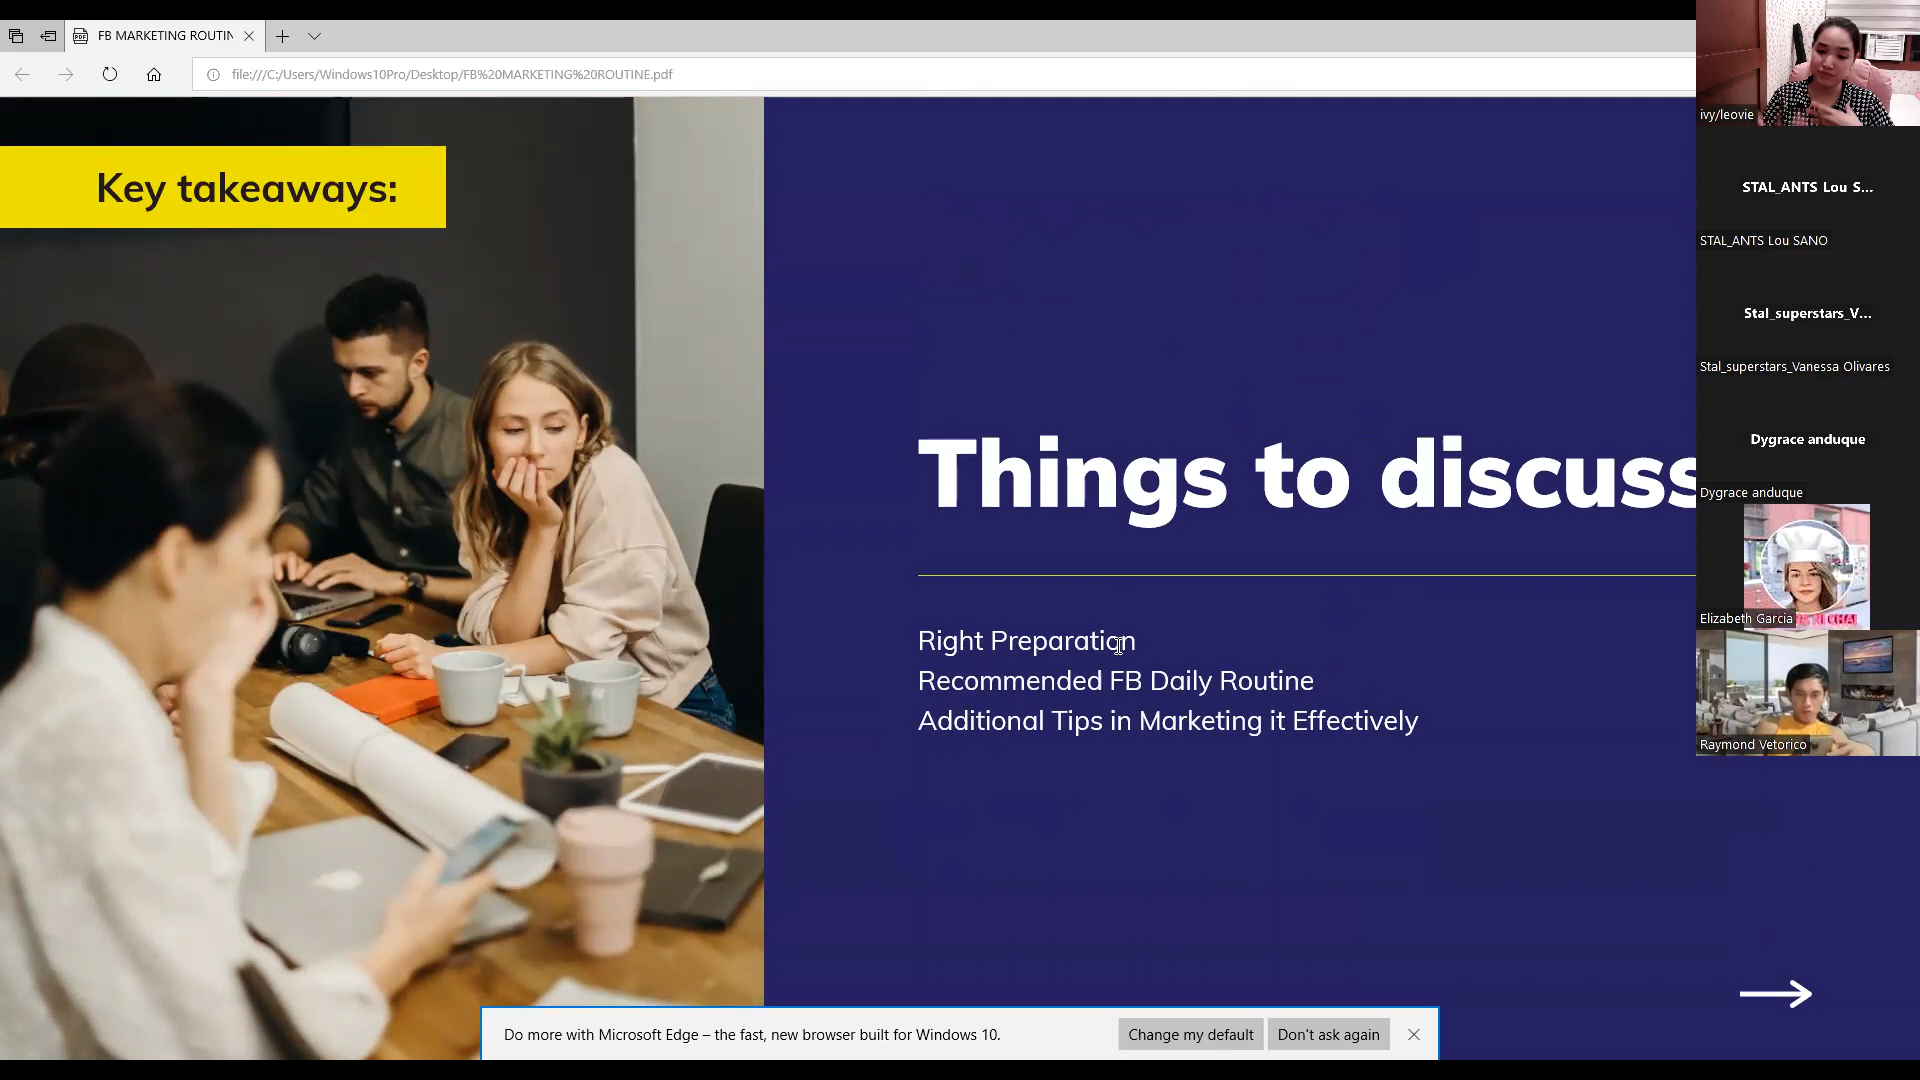 FB MARKETING ROUTIN
file:///C:/Users/Windows10Pro/Desktop/FB%20MARKETING%20ROUTINE.pdf
Key takeaways:
Things to discuss
Right Preparation
Recommended FB Daily Routine
Additional Tips in Marketing it Effectively
Do more with Microsoft Edge – the fast, new browser built for Windows 10.
Change my default
Don't ask again
ivy/leovie
STAL_ANTS Lou S...
STAL_ANTS Lou SANO
Stal_superstars_V...
Stal_superstars_Vanessa Olivares
Dygrace anduque
Dygrace anduque
Elizabeth Garcia
Raymond Vetorico